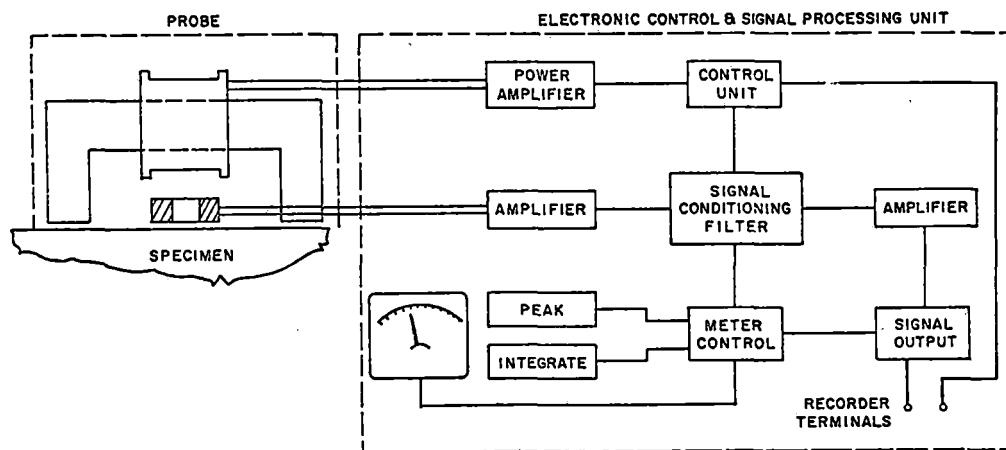 PROBE
ELECTRONIC CONTROL & SIGNAL PROCESSING UNIT
POWER
AMPLIFIER
CONTROL
UNIT
AMPLIFIER
SIGNAL
CONDITIONING
FILTER
AMPLIFIER
SPECIMEN
PEAK
INTEGRATE
METER
CONTROL
SIGNAL
OUTPUT
RECORDER
TERMINALS